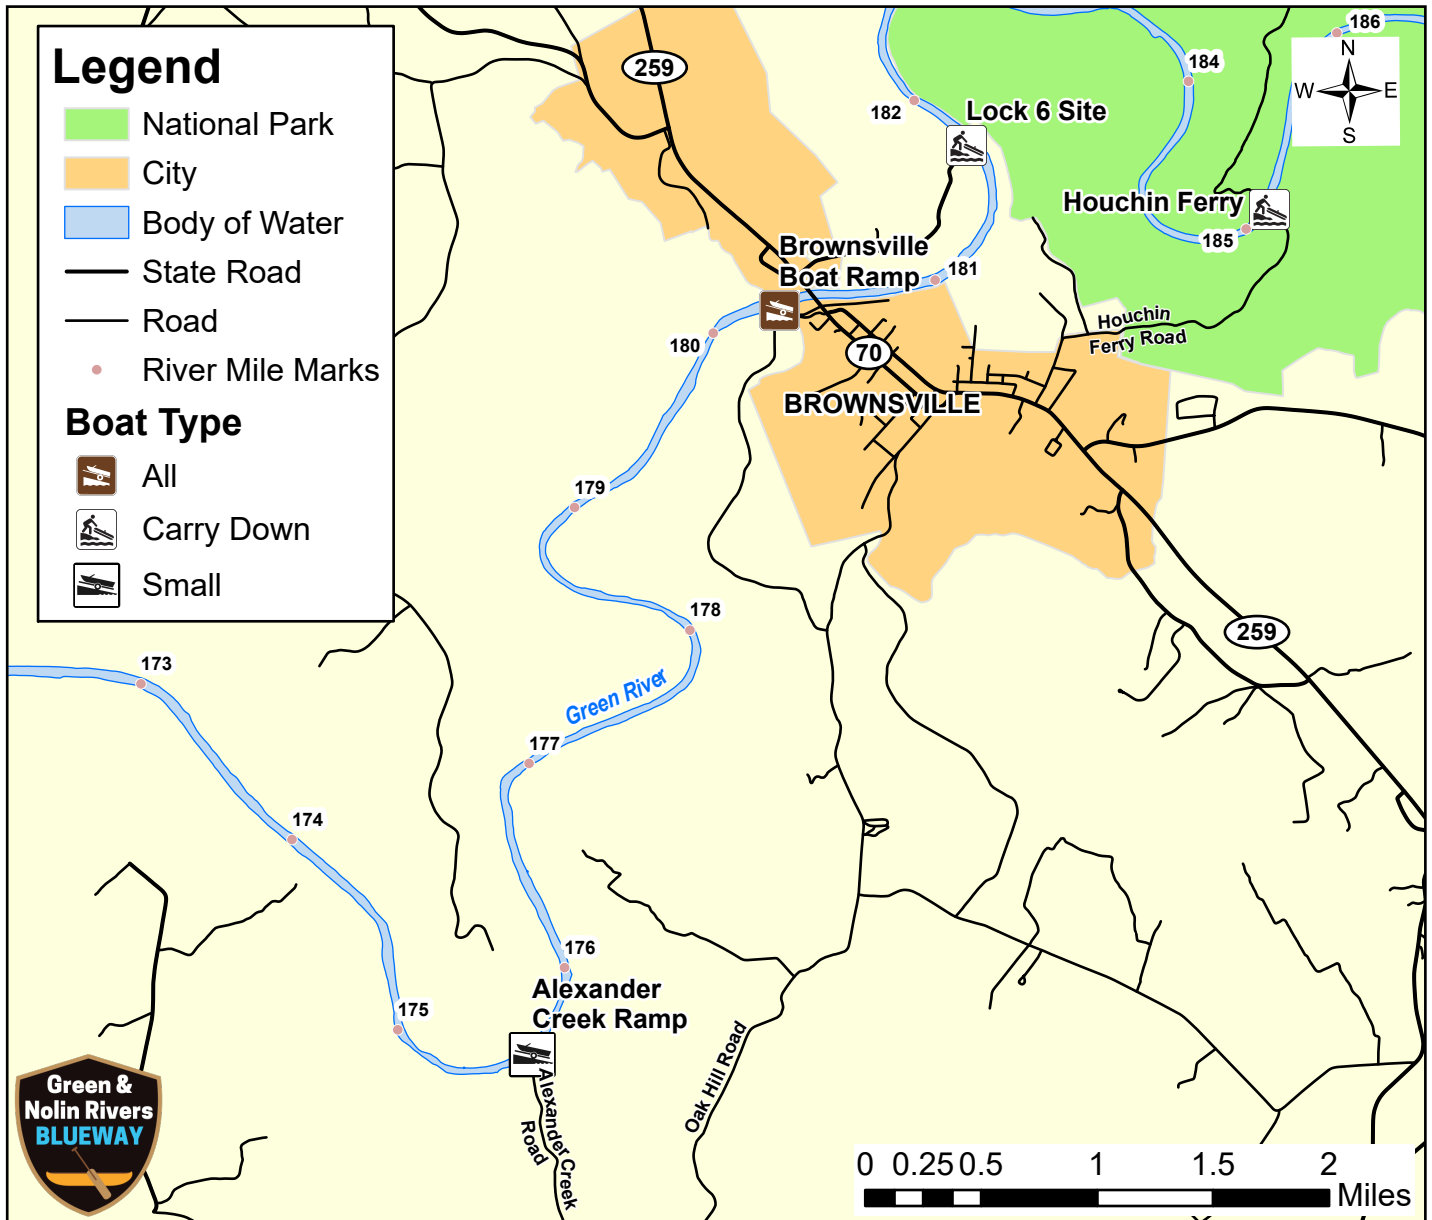 Legend
National Park
City
Body of Water
State Road
Road
River Mile Marks
Boat Type
All
Carry Down
Small
259
186
N
W E
S
184
182
Lock 6 Site
Houchin Ferry
185
Brownsville
Boat Ramp
181
180
Houchin
Ferry Road
70
BROWNSVILLE
179
178
259
173
Green River
177
174
176
Alexander
Creek Ramp
175
Alexander Creek
Road
Oak Hill Road
Green &
Nolin Rivers
BLUEWAY
0 0.25 0.5 1 1.5 2
Miles